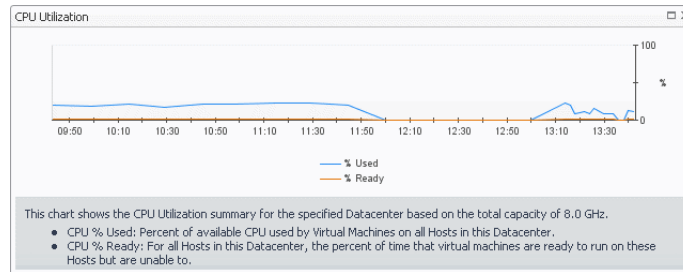 CPU Utilization
100
%
0
09:50 10:10 10:30 10:50 11:10 11:30 11:50 12:10 12:30 12:50 13:10 13:30
% Used
% Ready
This chart shows the CPU Utilization summary for the specified Datacenter based on the total capacity of 8.0 GHz.
● CPU % Used: Percent of available CPU used by Virtual Machines on all Hosts in this Datacenter.
● CPU % Ready: For all Hosts in this Datacenter, the percent of time that virtual machines are ready to run on these
Hosts but are unable to.